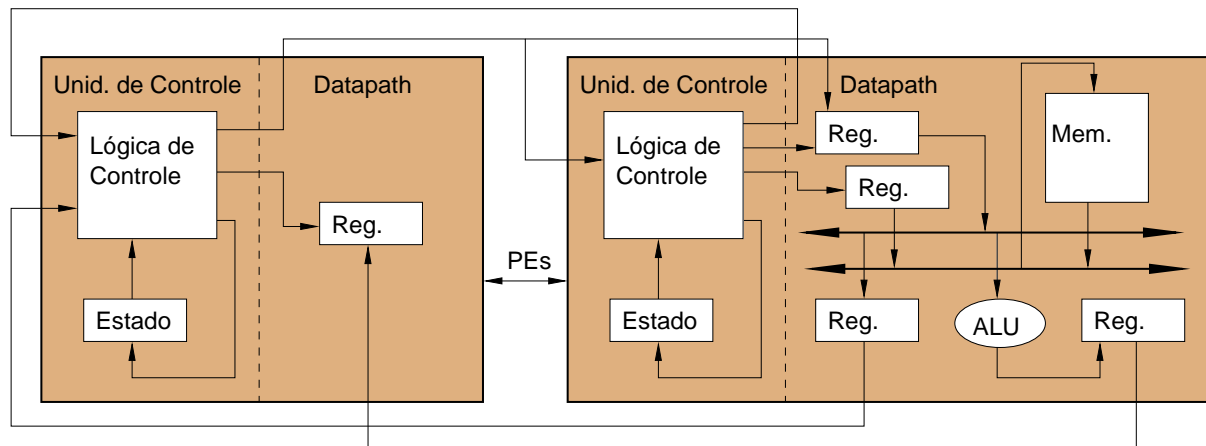 Unid. de Controle
Datapath
Lógica de
Controle
Reg.
Estado
PEs
Unid. de Controle
Datapath
Lógica de
Controle
Reg.
Reg.
Mem.
Estado
Reg.
ALU
Reg.